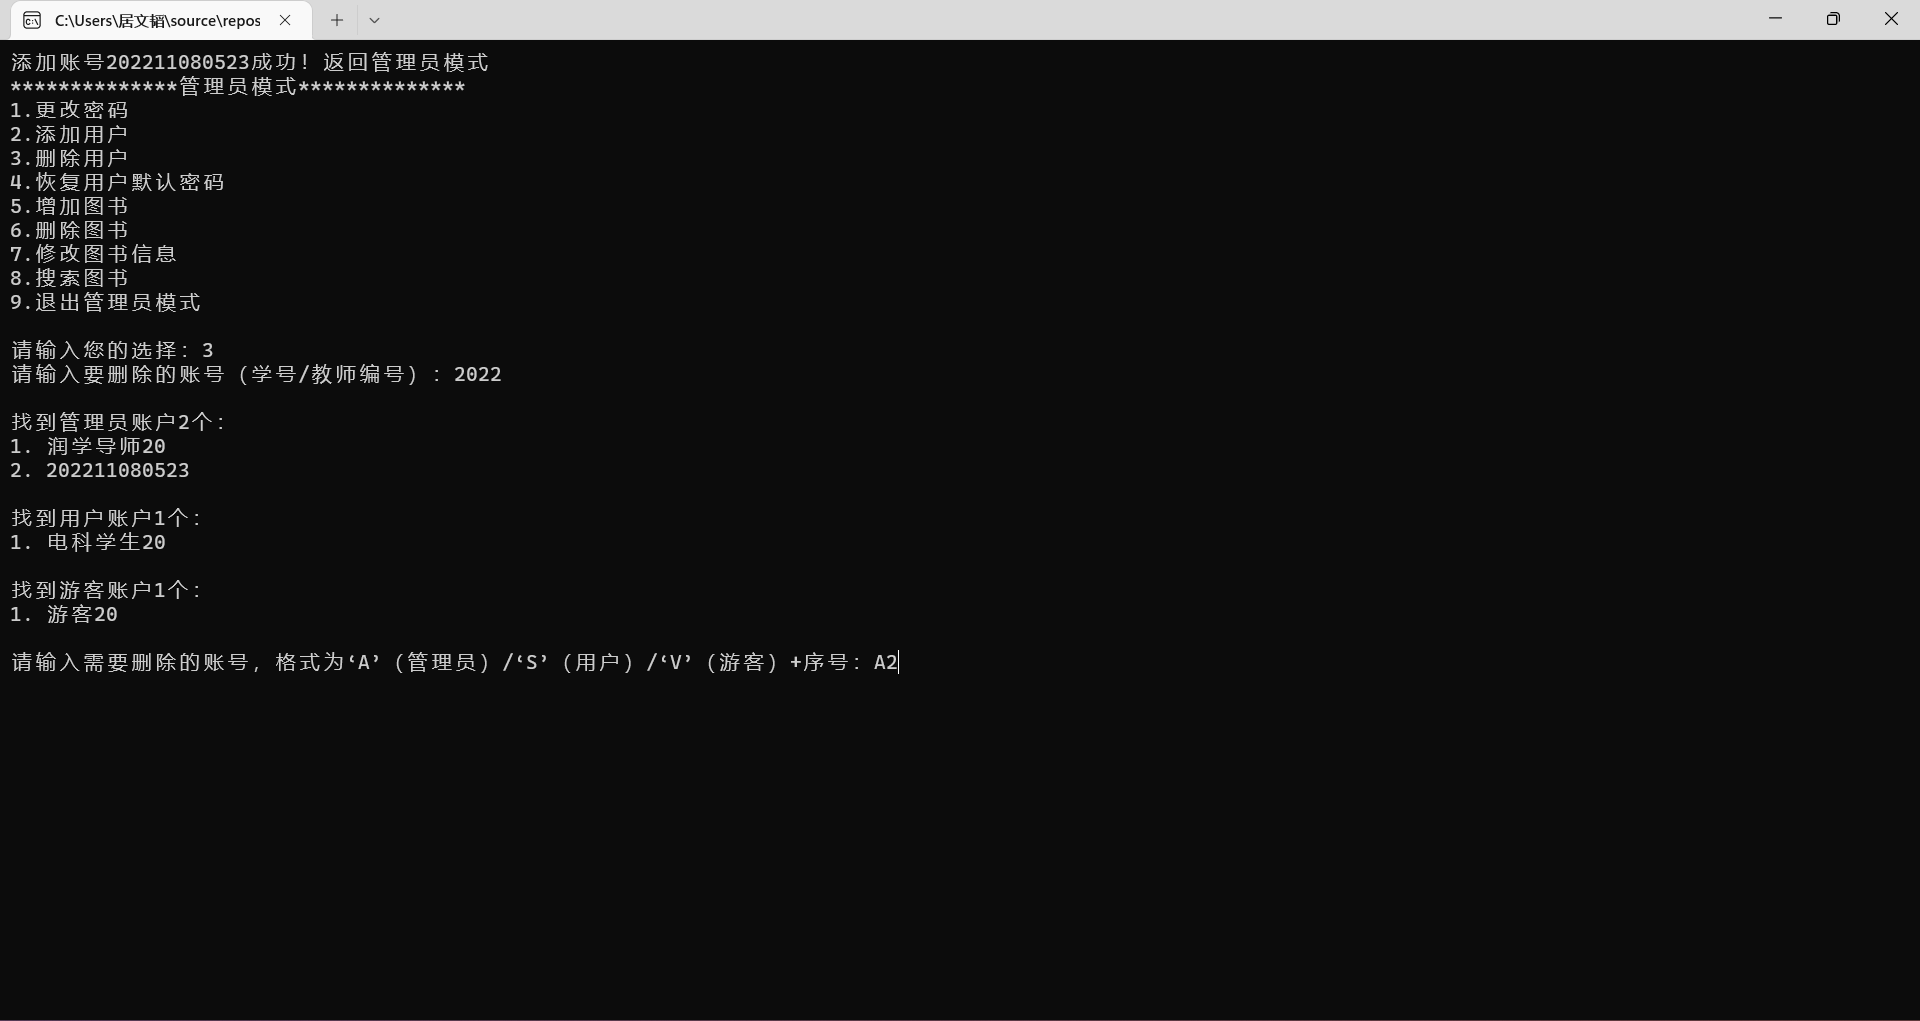 C:\Users\居文韬\source\repos
添加账号202211080523成功！返回管理员模式
**************管理员模式**************
1.更改密码
2.添加用户
3.删除用户
4.恢复用户默认密码
5.增加图书
6.删除图书
7.修改图书信息
8.搜索图书
9.退出管理员模式
请输入您的选择：3
请输入要删除的账号（学号/教师编号）：2022
找到管理员账户2个：
1. 润学导师20
2. 202211080523
找到用户账户1个：
1. 电科学生20
找到游客账户1个：
1. 游客20
请输入需要删除的账号，格式为‘A’（管理员）/‘S’（用户）/‘V’（游客）+序号：A2